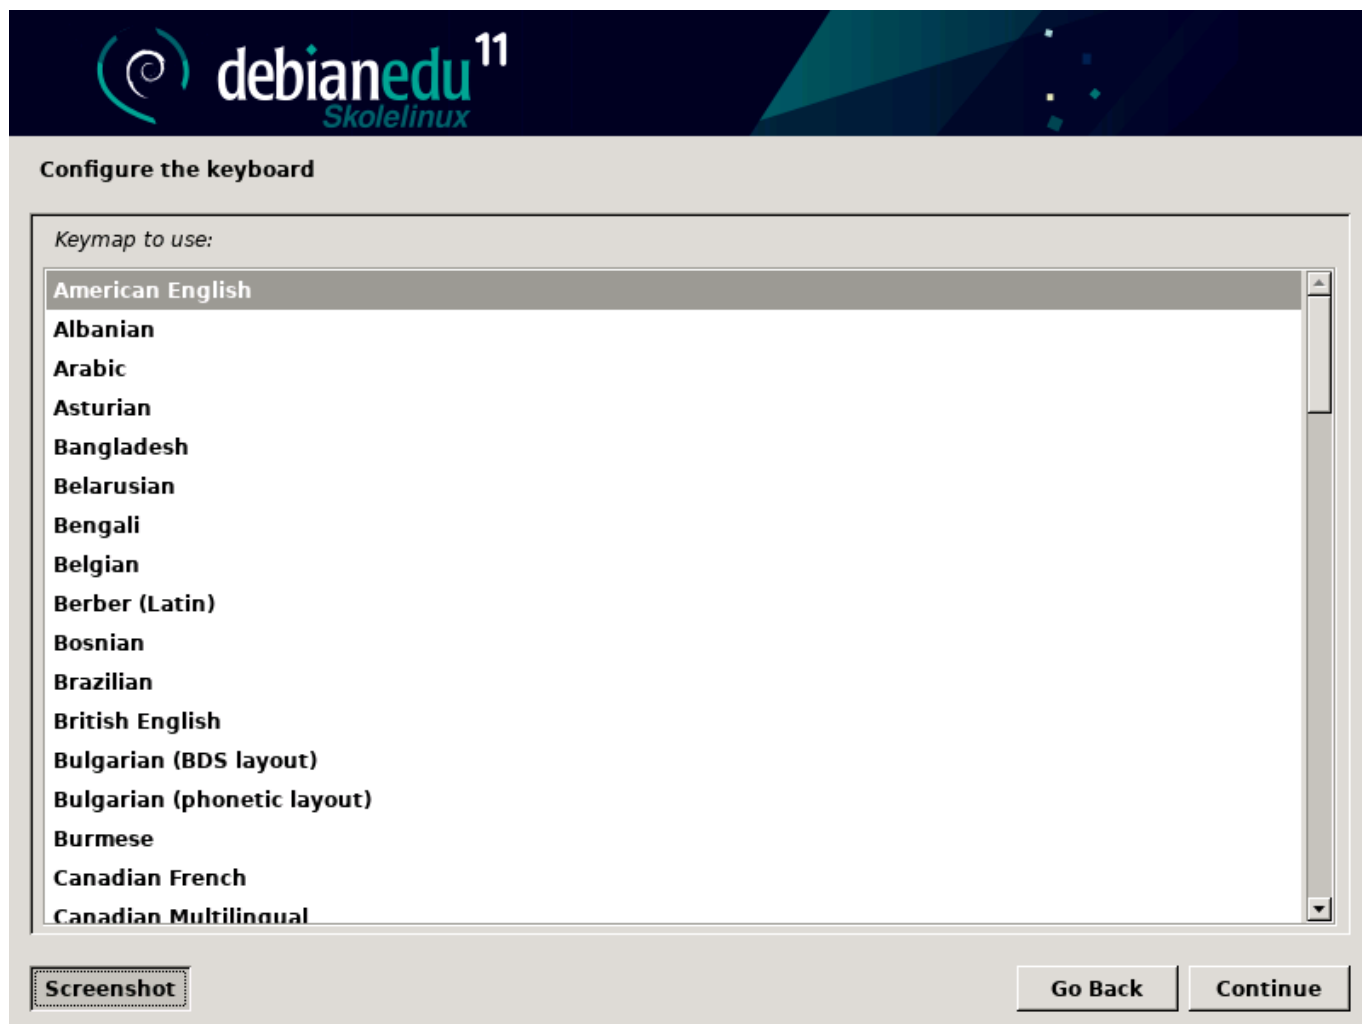 debianedu 11
Skolelinux
Configure the keyboard
Keymap to use:
American English
Albanian
Arabic
Asturian
Bangladesh
Belarusian
Bengali
Belgian
Berber (Latin)
Bosnian
Brazilian
British English
Bulgarian (BDS layout)
Bulgarian (phonetic layout)
Burmese
Canadian French
Canadian Multilingual
Screenshot
Go Back
Continue